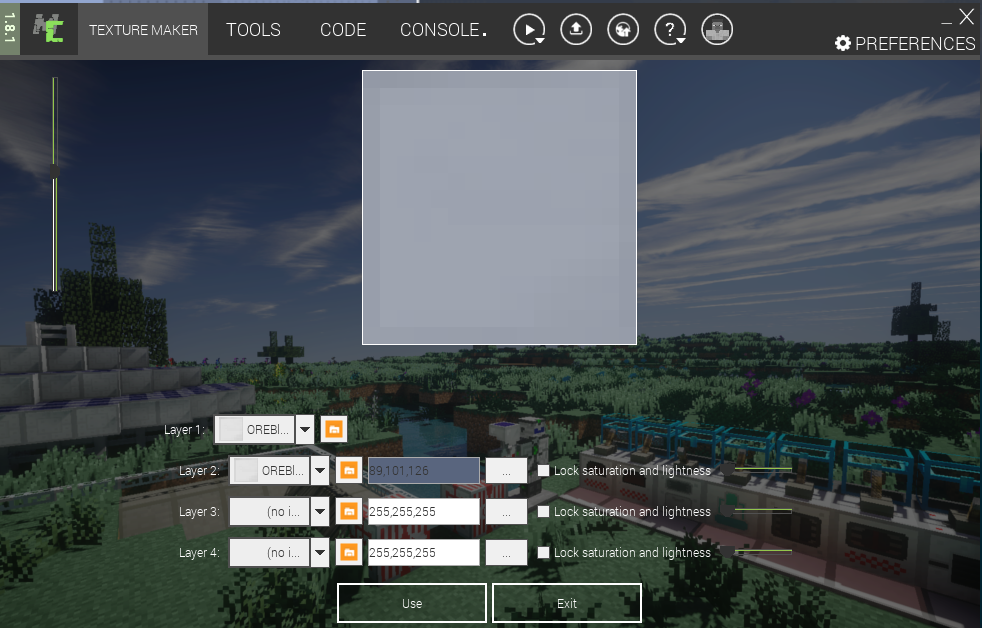 1.8.1
TEXTURE MAKER TOOLS CODE CONSOLE.
?
PREFERENCES
Layer 1: OREBl...
Layer 2: OREBl... 89,101,126 ... Lock saturation and lightness
Layer 3: (no i... 255,255,255 ... Lock saturation and lightness
Layer 4: (no i... 255,255,255 ... Lock saturation and lightness
Use Exit